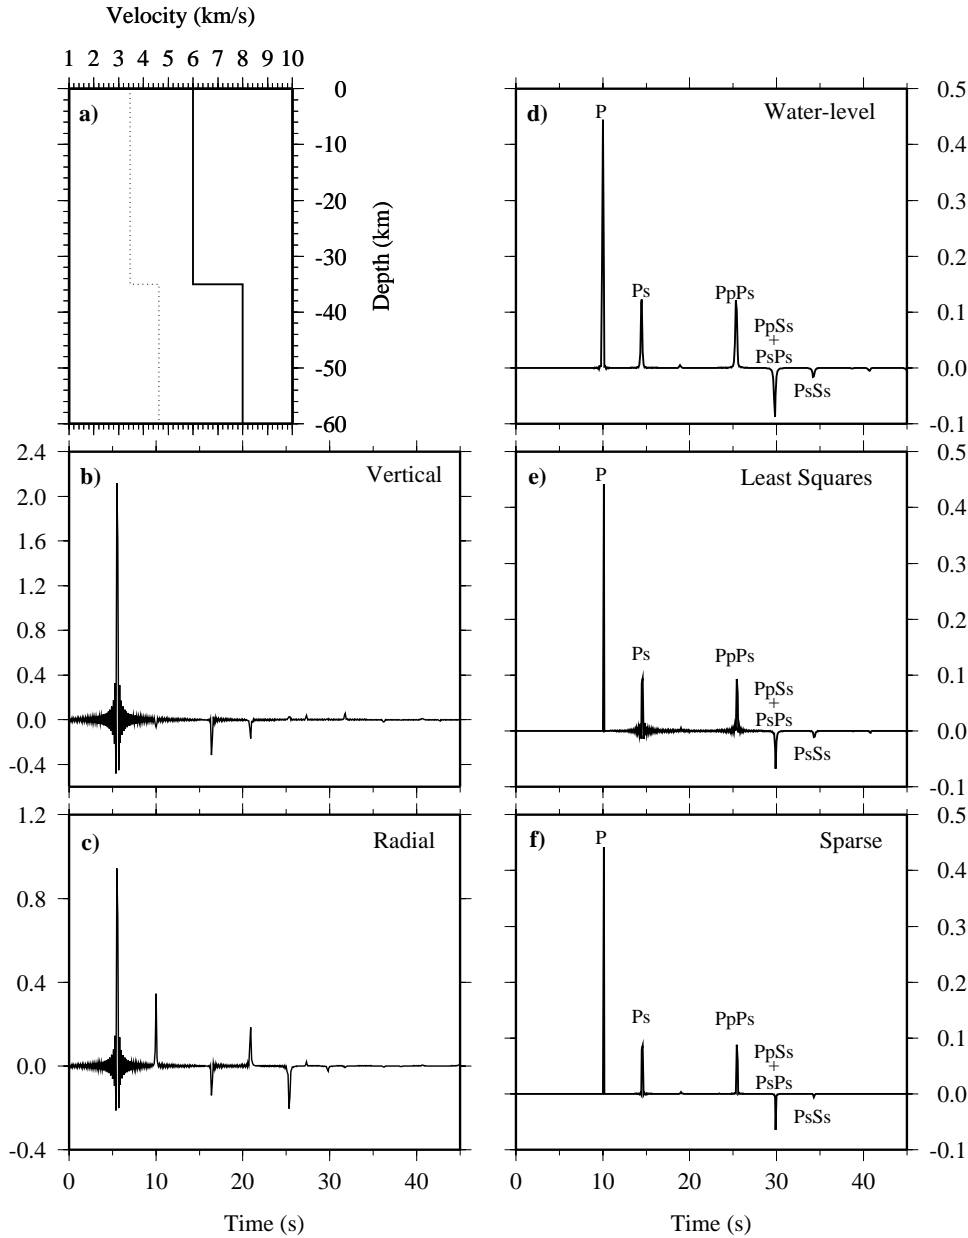 Velocity (km/s)
1 2 3 4 5 6 7 8 9 10
a)
0
-10
-20
-30
-40
-50
-60
Depth (km)
d)
Water-level
P
Ps
PpPs
PpSs
+
PsPs
PsSs
0.5
0.4
0.3
0.2
0.1
0.0
-0.1
b)
Vertical
2.4
2.0
1.6
1.2
0.8
0.4
0.0
-0.4
e)
Least Squares
P
Ps
PpPs
PpSs
+
PsPs
PsSs
0.5
0.4
0.3
0.2
0.1
0.0
-0.1
c)
Radial
1.2
0.8
0.4
0.0
-0.4
0 10 20 30 40
Time (s)
f)
Sparse
P
Ps
PpPs
PpSs
+
PsPs
PsSs
0.5
0.4
0.3
0.2
0.1
0.0
-0.1
0 10 20 30 40
Time (s)